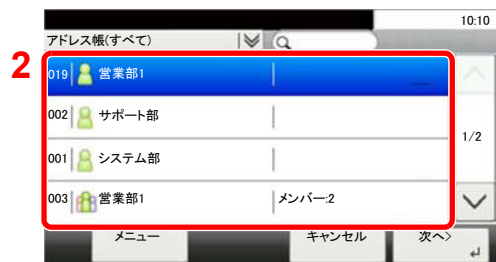 10:10
アドレス帳(すべて)
2
019 営業部1
002 サポート部
1/2
001 システム部
003 営業部1 メンバー:2
メニュー キャンセル 次へ>